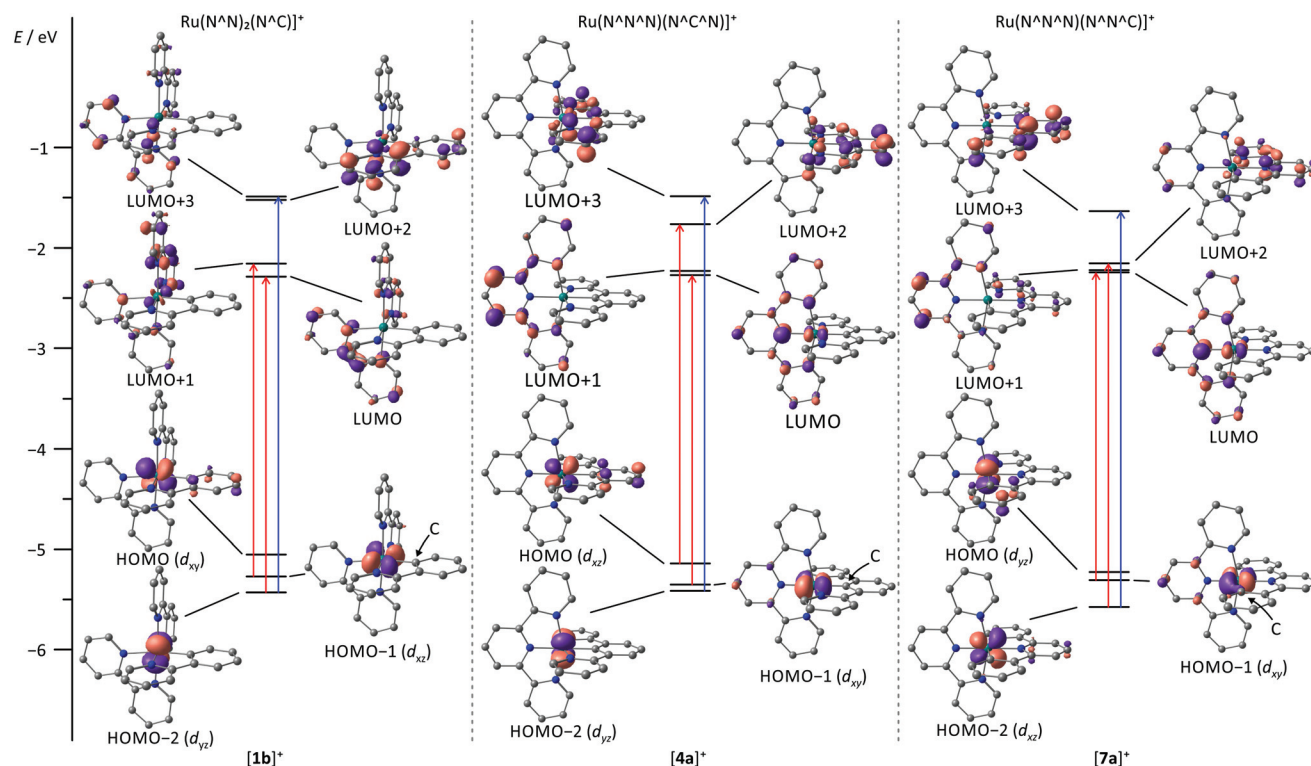 E / eV
−1
−2
−3
−4
−5
−6
Ru(N^N)₂(N^C)]⁺
LUMO+3
LUMO+2
LUMO+1
LUMO
HOMO (dxy)
C
HOMO−1 (dxz)
HOMO−2 (dyz)
[1b]⁺
Ru(N^N^N)(N^C^N)]⁺
LUMO+3
LUMO+2
LUMO+1
LUMO
HOMO (dxz)
C
HOMO−1 (dxy)
HOMO−2 (dyz)
[4a]⁺
Ru(N^N^N)(N^N^C)]⁺
LUMO+3
LUMO+2
LUMO+1
LUMO
HOMO (dyz)
C
HOMO−1 (dxy)
HOMO−2 (dxz)
[7a]⁺